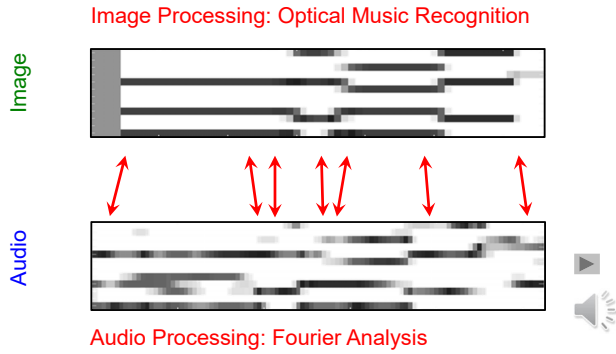 Image Processing: Optical Music Recognition
Image
Audio
Audio Processing: Fourier Analysis